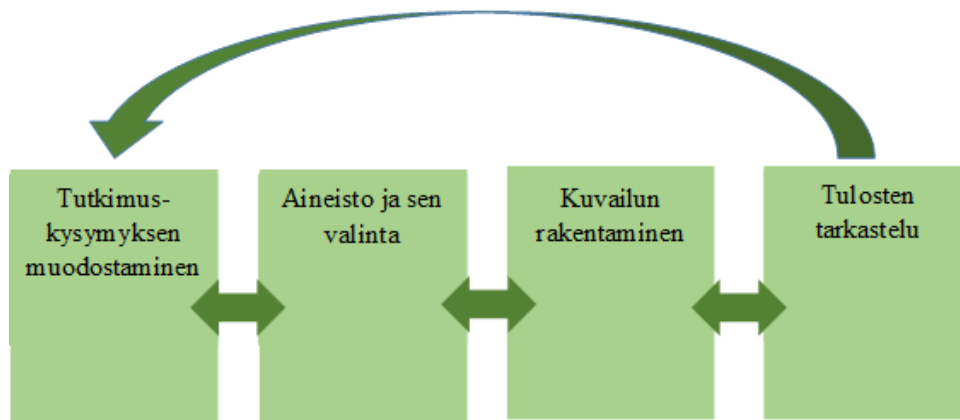 Tutkimus-
kysymyksen
muodostaminen
Aineisto ja sen
valinta
Kuvailun
rakentaminen
Tulosten
tarkastelu